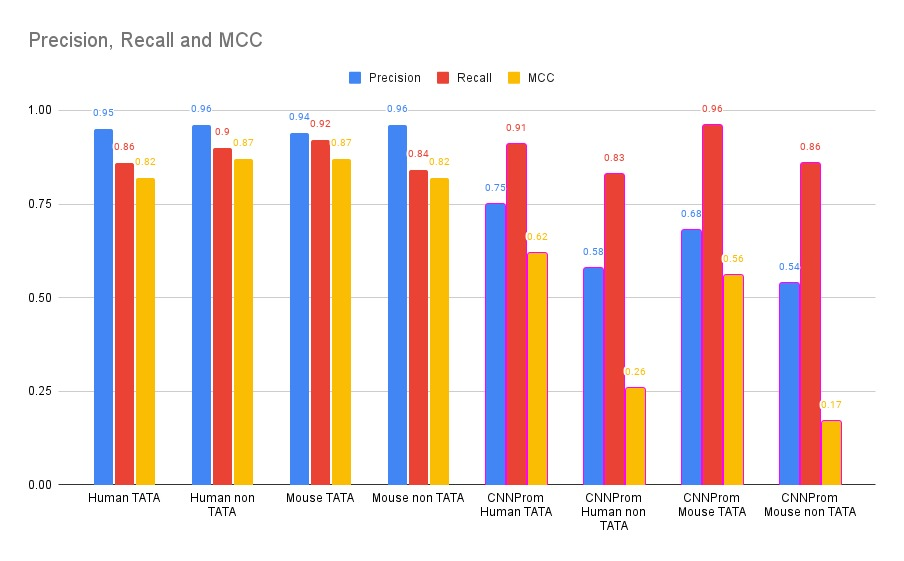 Precision, Recall and MCC
Precision Recall MCC
1.00
0.75
0.50
0.25
0.00
0.95
0.86
0.82
0.96
0.9
0.87
0.94
0.92
0.87
0.96
0.84
0.82
0.75
0.91
0.62
0.58
0.83
0.26
0.68
0.96
0.56
0.54
0.86
0.17
Human TATA
Human non
TATA
Mouse TATA
Mouse non TATA
CNNProm
Human TATA
CNNProm
Human non
TATA
CNNProm
Mouse TATA
CNNProm
Mouse non TATA